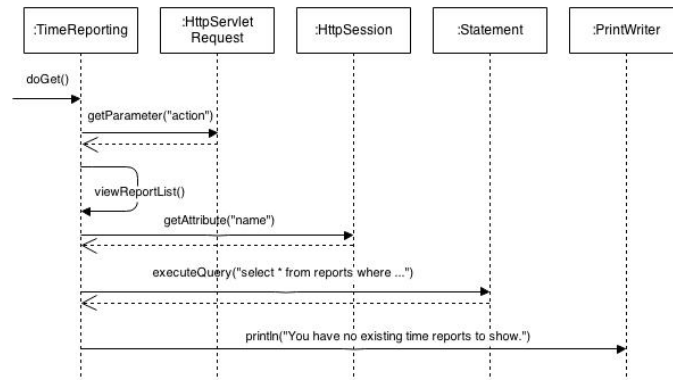 :TimeReporting
:HttpServlet
Request
:HttpSession
:Statement
:PrintWriter
doGet()
getParameter("action")
viewReportList()
getAttribute("name")
executeQuery("select * from reports where ...")
println("You have no existing time reports to show.")